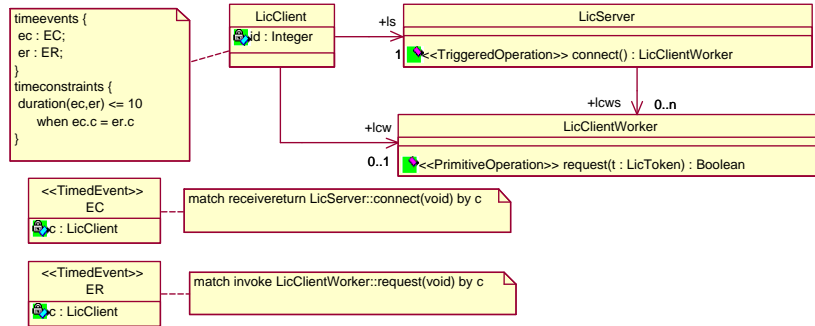 timeevents {
ec : EC;
er : ER;
}
timeconstraints {
duration(ec,er) <= 10
when ec.c = er.c
}
LicClient
id : Integer
+ls
1
LicServer
<<TriggeredOperation>> connect() : LicClientWorker
+lcws
0..n
+lcw
0..1
LicClientWorker
<<PrimitiveOperation>> request(t : LicToken) : Boolean
<<TimedEvent>>
EC
c : LicClient
match receivereturn LicServer::connect(void) by c
<<TimedEvent>>
ER
c : LicClient
match invoke LicClientWorker::request(void) by c